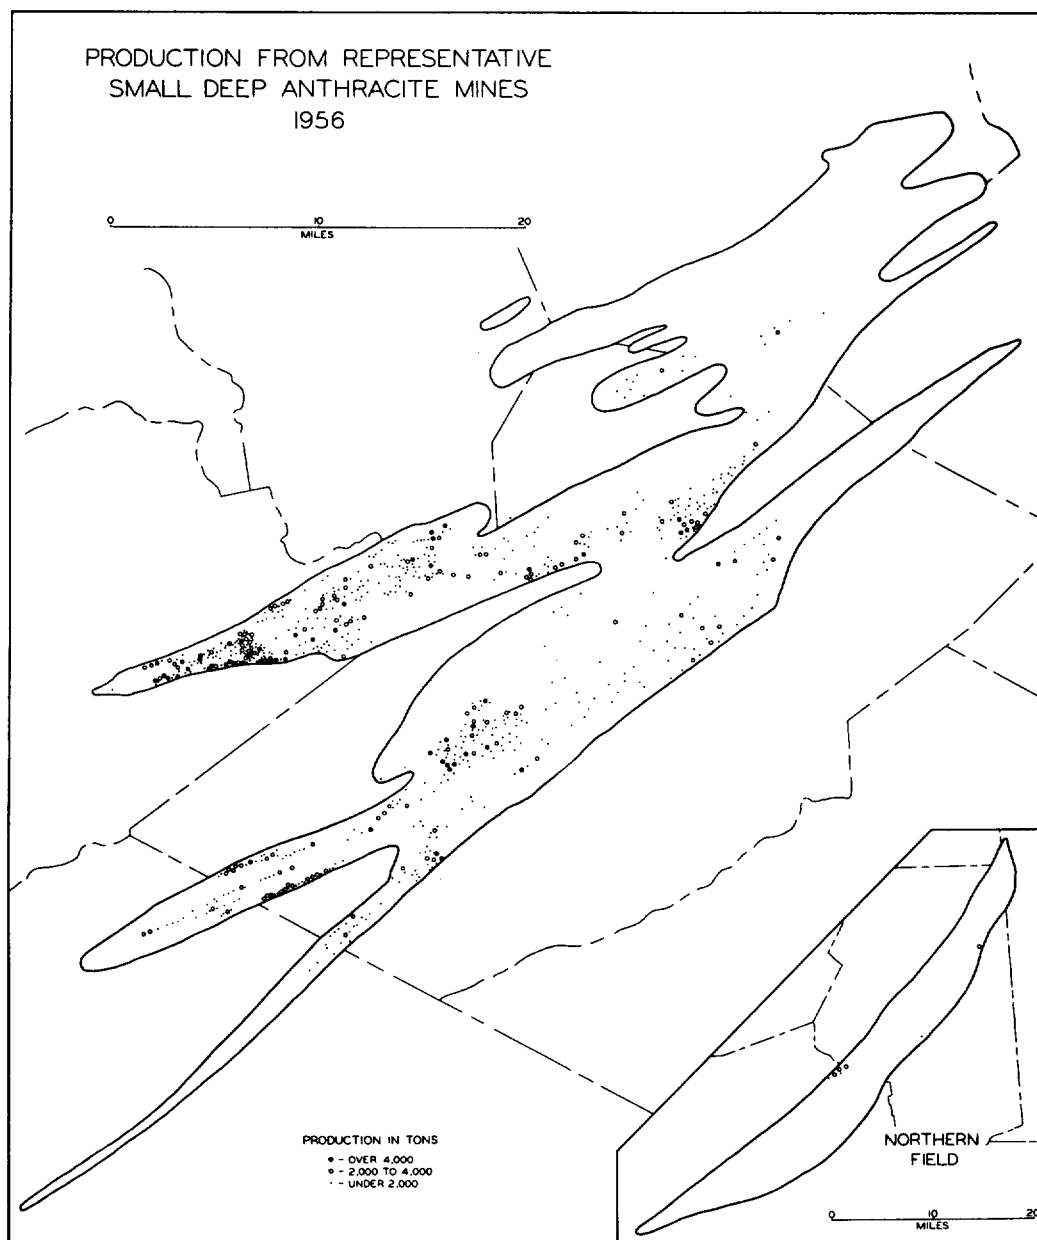 PRODUCTION FROM REPRESENTATIVE
SMALL DEEP ANTHRACITE MINES
1956
0 10 20
MILES
PRODUCTION IN TONS
● - OVER 4,000
○ - 2,000 TO 4,000
· - UNDER 2,000
NORTHERN
FIELD
0 10 20
MILES